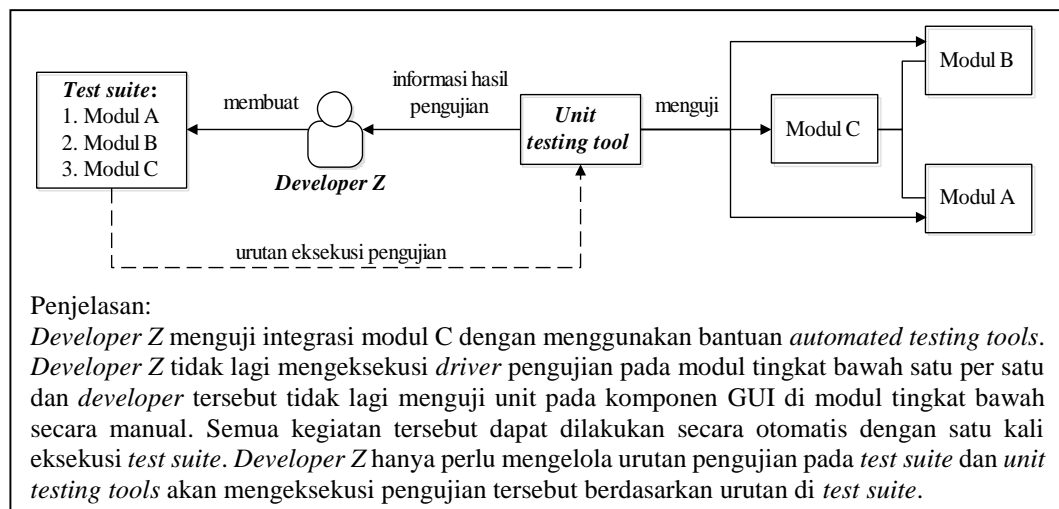 Test suite:
1. Modul A
2. Modul B
3. Modul C
membuat
Developer Z
informasi hasil
pengujian
Unit
testing tool
menguji
Modul B
Modul C
Modul A
urutan eksekusi pengujian
Penjelasan:
Developer Z menguji integrasi modul C dengan menggunakan bantuan automated testing tools.
Developer Z tidak lagi mengeksekusi driver pengujian pada modul tingkat bawah satu per satu
dan developer tersebut tidak lagi menguji unit pada komponen GUI di modul tingkat bawah
secara manual. Semua kegiatan tersebut dapat dilakukan secara otomatis dengan satu kali
eksekusi test suite. Developer Z hanya perlu mengelola urutan pengujian pada test suite dan unit
testing tools akan mengeksekusi pengujian tersebut berdasarkan urutan di test suite.